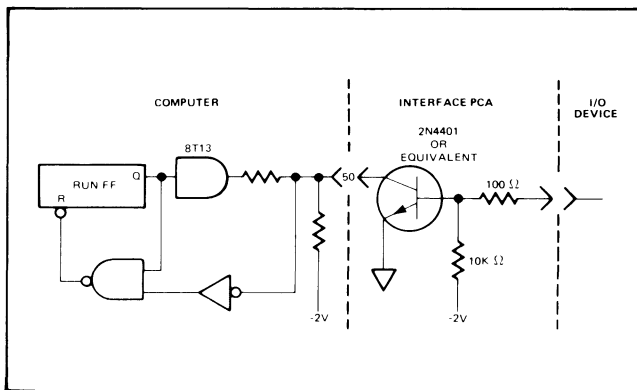 COMPUTER
INTERFACE PCA
I/O
DEVICE
2N4401
OR
EQUIVALENT
8T13
RUN FF
Q
R
50
100 Ω
10K Ω
-2V
-2V